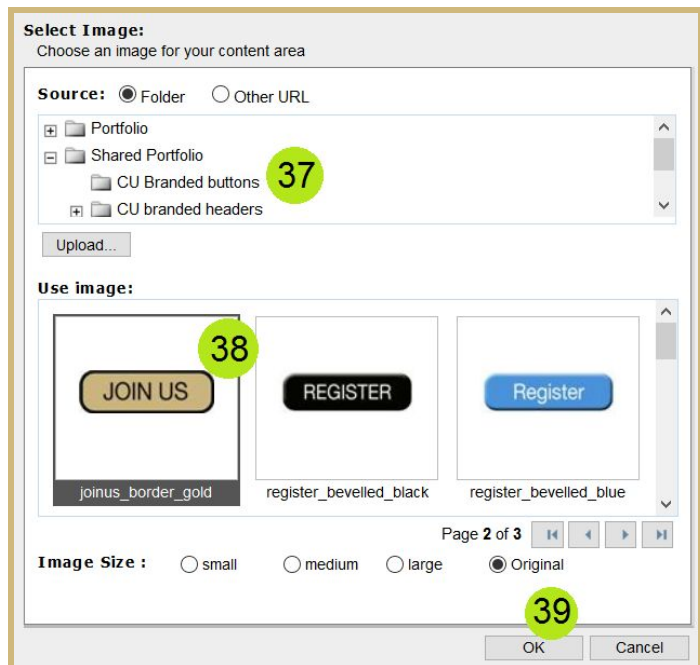 Select Image:
Choose an image for your content area
Source: Folder Other URL
Portfolio
Shared Portfolio
CU Branded buttons 37
CU branded headers
Upload...
Use image:
38
JOIN US REGISTER Register
joinus_border_gold register_bevelled_black register_bevelled_blue
Page 2 of 3
Image Size : small medium large Original
39
OK Cancel